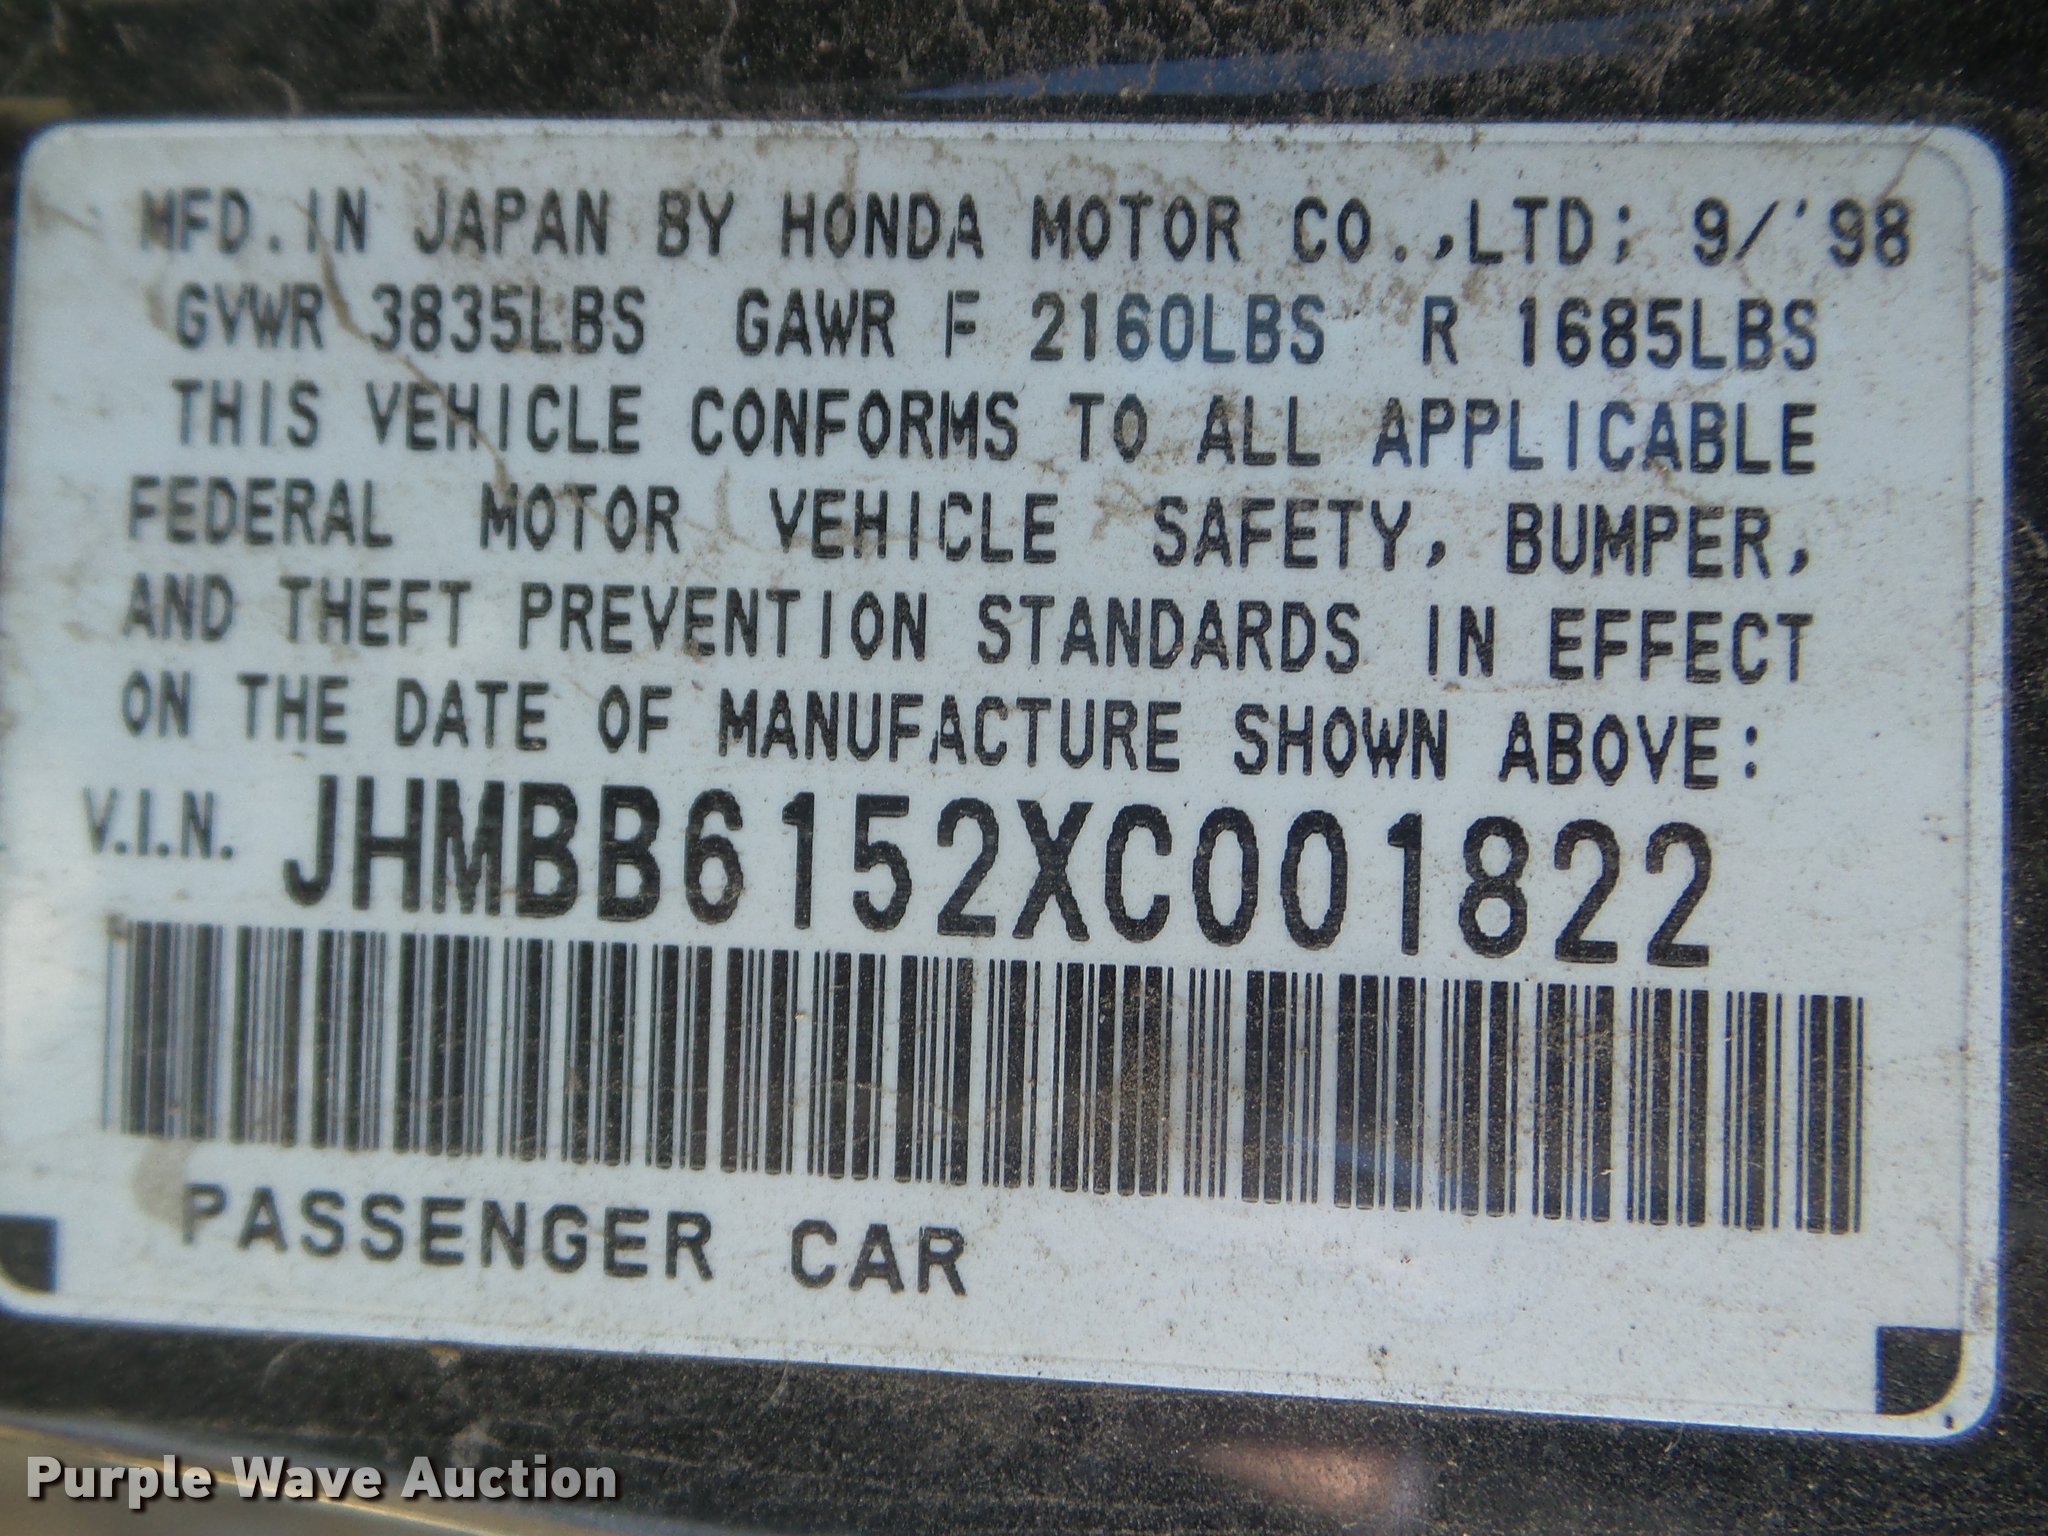 MFD. IN JAPAN BY HONDA MOTOR CO.,LTD; 9/'98
GVWR 3835LBS GAWR F 2160LBS R 1685LBS
THIS VEHICLE CONFORMS TO ALL APPLICABLE
FEDERAL MOTOR VEHICLE SAFETY, BUMPER,
AND THEFT PREVENTION STANDARDS IN EFFECT
ON THE DATE OF MANUFACTURE SHOWN ABOVE:
V.I.N. JHMBB6152XC001822
PASSENGER CAR
Purple Wave Auction